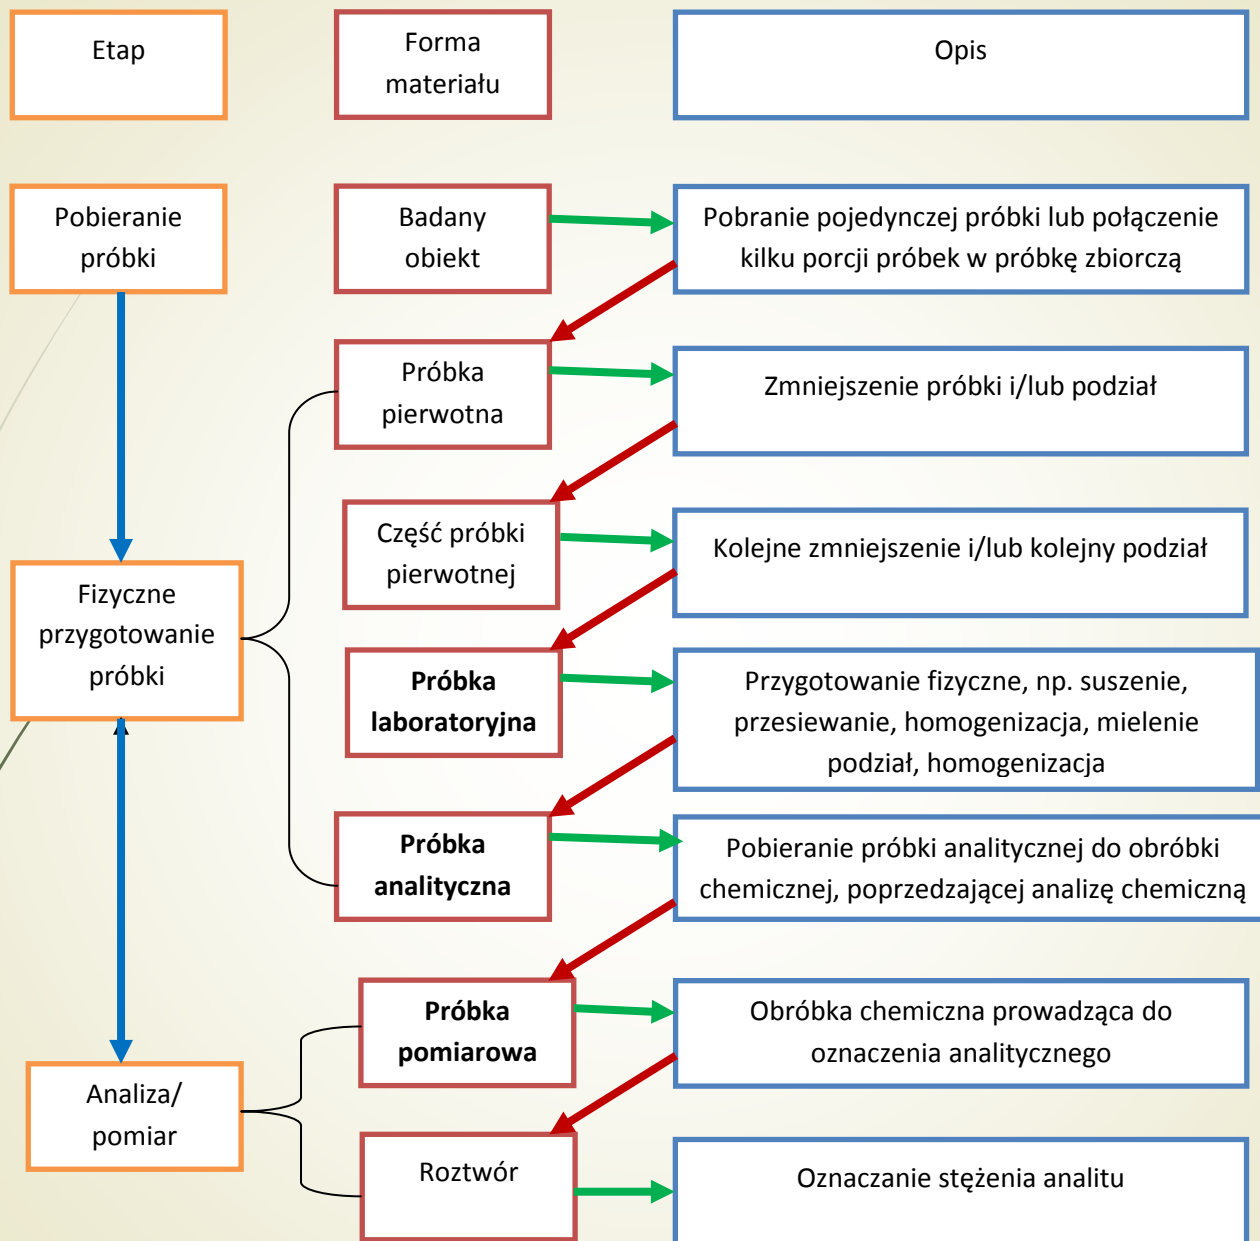 Etap
Forma
materiału
Opis
Pobieranie
próbki
Badany
obiekt
Pobranie pojedynczej próbki lub połączenie
kilku porcji próbek w próbkę zbiorczą
Próbka
pierwotna
Zmniejszenie próbki i/lub podział
Część próbki
pierwotnej
Kolejne zmniejszenie i/lub kolejny podział
Fizyczne
przygotowanie
próbki
Próbka
laboratoryjna
Przygotowanie fizyczne, np. suszenie,
przesiewanie, homogenizacja, mielenie
podział, homogenizacja
Próbka
analityczna
Pobieranie próbki analitycznej do obróbki
chemicznej, poprzedzającej analizę chemiczną
Próbka
pomiarowa
Obróbka chemiczna prowadząca do
oznaczenia analitycznego
Analiza/
pomiar
Roztwór
Oznaczanie stężenia analitu